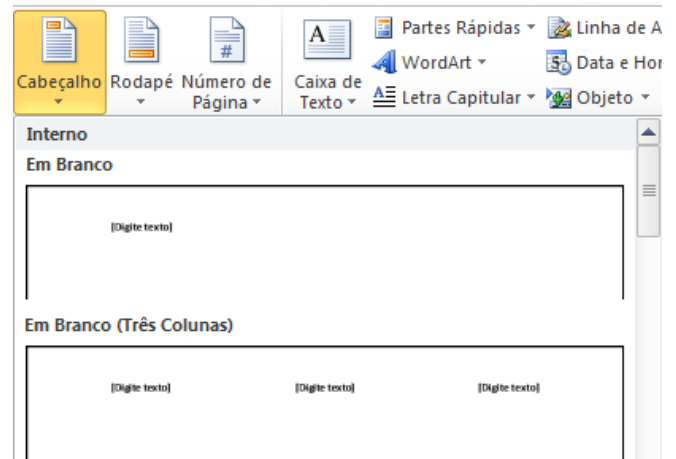 Cabeçalho Rodapé Número de Página
Caixa de Texto
Partes Rápidas
WordArt
Letra Capitular
Linha de A
Data e Hor
Objeto
Interno
Em Branco
[Digite texto]
Em Branco (Três Colunas)
[Digite texto] [Digite texto] [Digite texto]